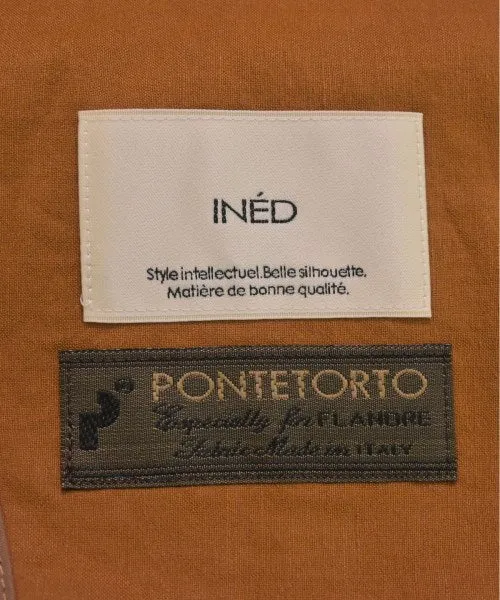 INÉD
Style intellectuel.Belle silhouette.
Matière de bonne qualité.
PONTETORTO
Especially for FLANDRE
Fabric Made in ITALY